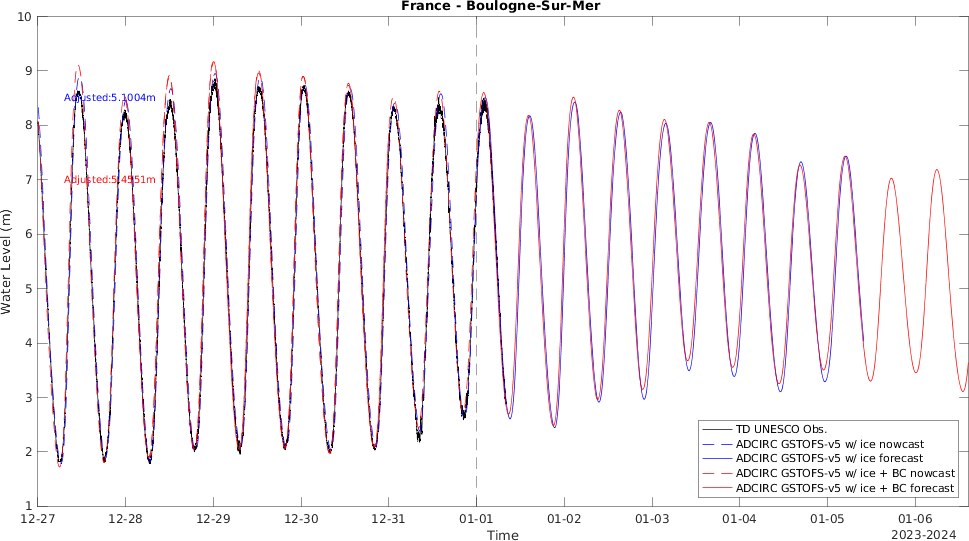 France - Boulogne-Sur-Mer
10
9
8
7
6
5
4
3
2
1
Water Level (m)
Adjusted:5.1004m
Adjusted:5.4551m
TD UNESCO Obs.
ADCIRC GSTOFS-v5 w/ ice nowcast
ADCIRC GSTOFS-v5 w/ ice forecast
ADCIRC GSTOFS-v5 w/ ice + BC nowcast
ADCIRC GSTOFS-v5 w/ ice + BC forecast
12-27 12-28 12-29 12-30 12-31 01-01 01-02 01-03 01-04 01-05 01-06
Time
2023-2024